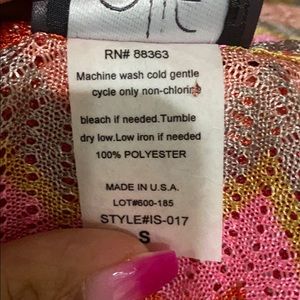 RN# 88363
Machine wash cold gentle
cycle only non-chlorine
bleach if needed.Tumble
dry low.Low iron if needed
100% POLYESTER
MADE IN U.S.A.
LOT#600-185
STYLE#IS-017
S